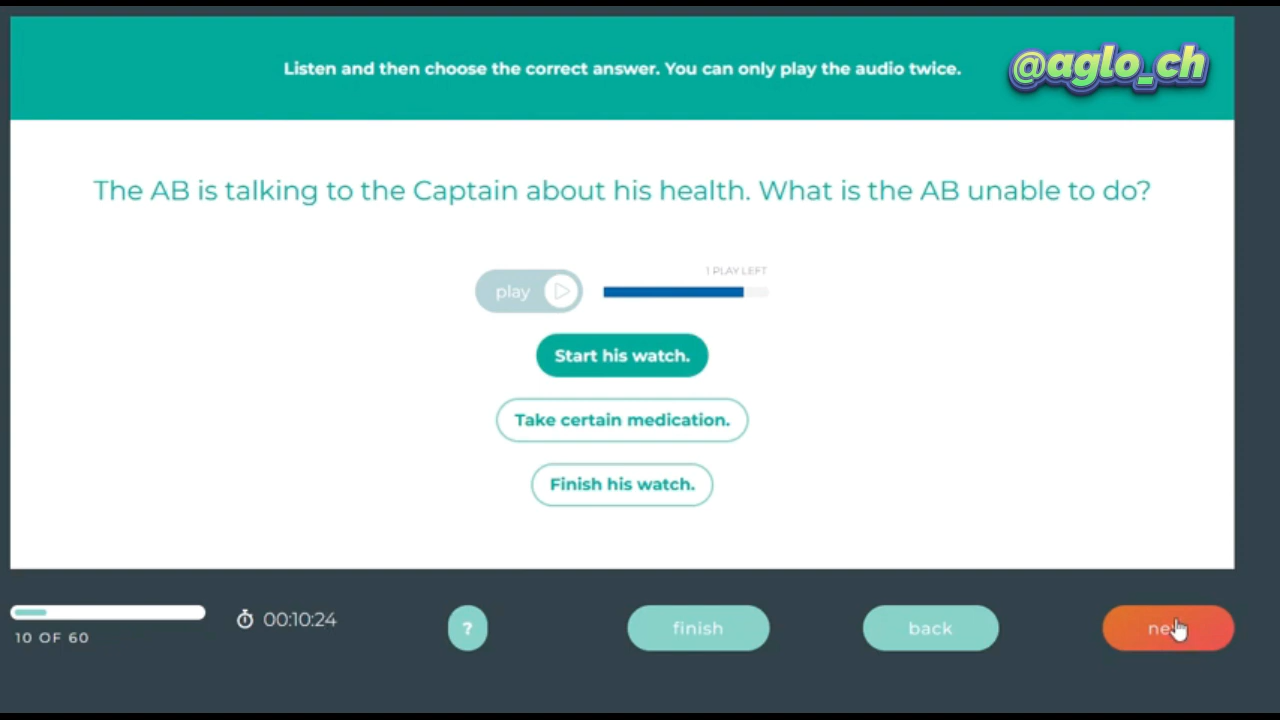 Listen and then choose the correct answer. You can only play the audio twice.
@aglo_ch
The AB is talking to the Captain about his health. What is the AB unable to do?
1 PLAY LEFT
play
Start his watch.
Take certain medication.
Finish his watch.
10 OF 60
00:10:24
?
finish
back